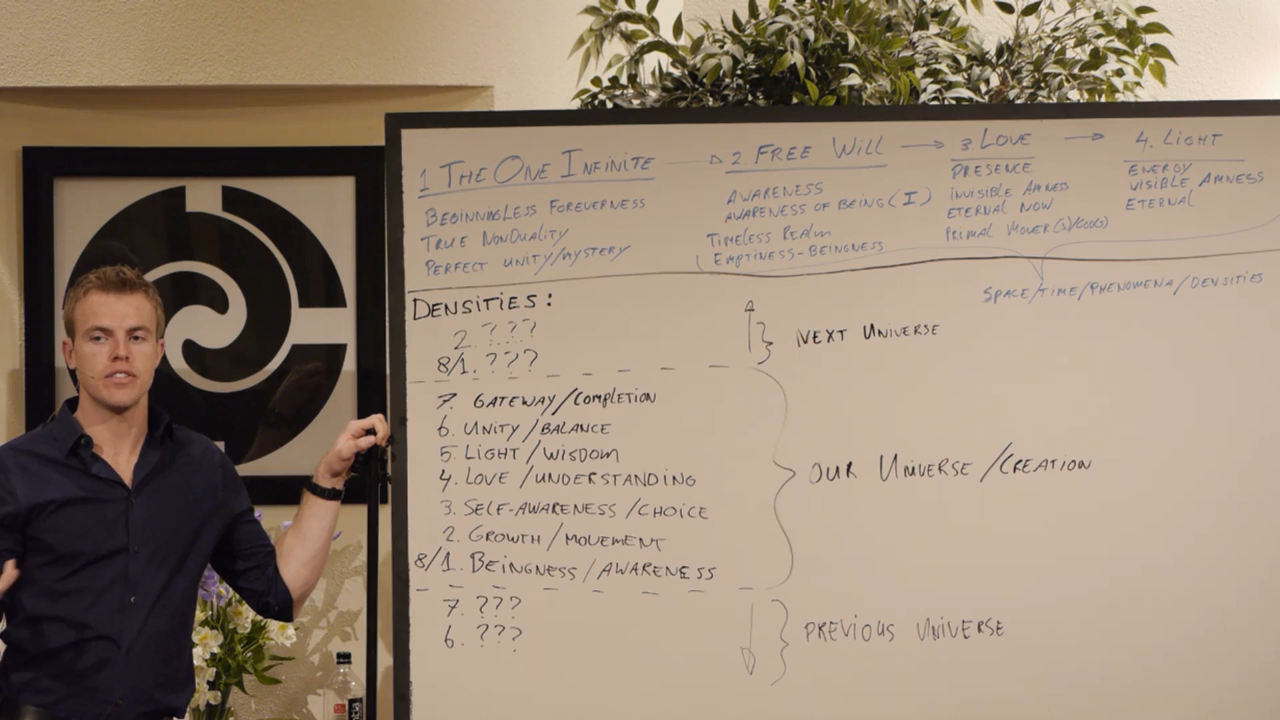 1 THE ONE INFINITE
BEGINNINGLESS FOREVERNESS
TRUE NONDUALITY
PERFECT UNITY/MYSTERY
2. FREE WILL
AWARENESS
AWARENESS OF BEING (I)
TIMELESS REALM
EMPTINESS-BEINGNESS
3 LOVE
PRESENCE
INVISIBLE AMNESS
ETERNAL NOW
PRIMAL MOVER(S)/GOD(S)
4. LIGHT
ENERGY
VISIBLE AMNESS
ETERNAL
SPACE/TIME/PHENOMENA/DENSITIES
DENSITIES:
2. ???
8/1. ???
NEXT UNIVERSE
7. GATEWAY/COMPLETION
6. UNITY/BALANCE
5. LIGHT/WISDOM
4. LOVE/UNDERSTANDING
3. SELF-AWARENESS/CHOICE
2. GROWTH/MOVEMENT
8/1. BEINGNESS/AWARENESS
OUR UNIVERSE/CREATION
7. ???
6. ???
PREVIOUS UNIVERSE